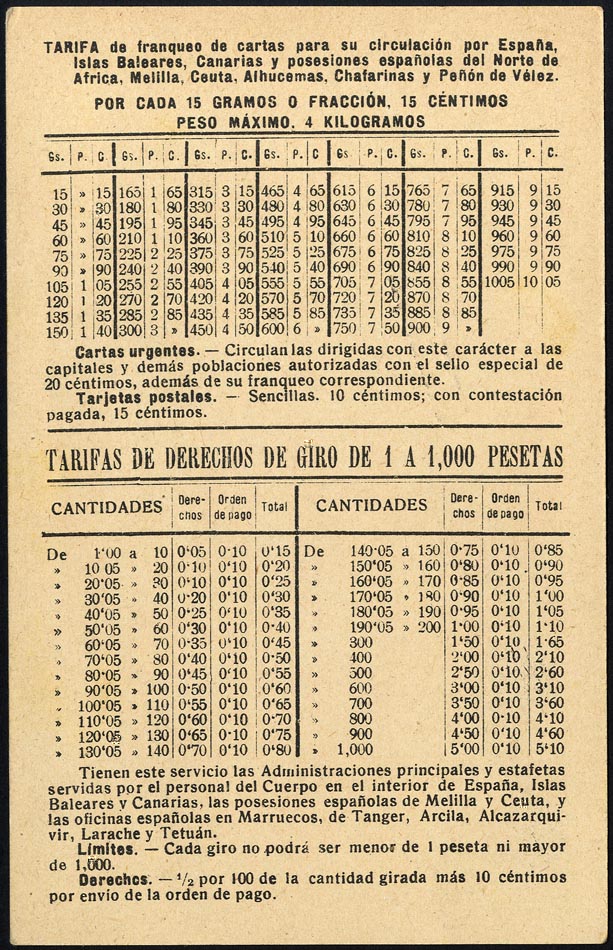 TARIFA de franqueo de cartas para su circulación por España,
Islas Baleares, Canarias y posesiones españolas del Norte de
Africa, Melilla, Ceuta, Alhucemas, Chafarinas y Peñón de Vélez.
POR CADA 15 GRAMOS O FRACCIÓN, 15 CÉNTIMOS
PESO MÁXIMO, 4 KILOGRAMOS
Gs. P. C. Gs. P. C. Gs. P. C. Gs. P. C Gs P. C. Gs. P. C. Gs. P. C.
15 » 15 165 1 65 315 3 15 465 4 65 615 6 15 765 7 65 915 9 15
30 » 30 180 1 80 330 3 30 480 4 80 630 6 30 780 7 80 930 9 30
45 » 45 195 1 95 345 3 45 495 4 95 645 6 45 795 7 95 945 9 45
60 » 60 210 1 10 360 3 60 510 5 10 660 6 60 810 8 10 960 9 60
75 » 75 225 2 25 375 3 75 525 5 25 675 6 75 825 8 25 975 9 75
90 » 90 240 2 40 390 3 90 540 5 40 690 6 90 840 8 40 990 9 90
105 1 05 255 2 55 405 4 05 555 5 55 705 7 05 855 8 55 1005 10 05
120 1 20 270 2 70 420 4 20 570 5 70 720 7 20 870 8 70
135 1 35 285 2 85 435 4 35 585 5 85 735 7 35 885 8 85
150 1 40 300 3 » 450 4 50 600 6 » 750 7 50 900 9 »
Cartas urgentes. — Circulan las dirigidas con este carácter a las
capitales y demás poblaciones autorizadas con el sello especial de
20 céntimos, además de su franqueo correspondiente.
Tarjetas postales. — Sencillas. 10 céntimos; con contestación
pagada, 15 céntimos.
TARIFAS DE DERECHOS DE GIRO DE 1 A 1,000 PESETAS
CANTIDADES Dere-chos Orden de pago Total CANTIDADES Dere-chos Orden de pago Total
De 1'00 a 10 0'05 0·10 0'15 De 140·05 a 150 0'75 0'10 0'85
» 10 05 » 20 0·10 0'10 0'20 » 150'05 » 160 0'80 0'10 0'90
» 20'05 » 30 0'10 0'10 0'25 » 160'05 » 170 0'85 0'10 0'95
» 30'05 » 40 0'20 0'10 0'30 » 170'05 » 180 0'90 0'10 1'00
» 40'05 » 50 0'25 0'10 0'35 » 180'05 » 190 0'95 0'10 1'05
» 50'05 » 60 0'30 0'10 0'40 » 190'05 » 200 1'00 0'10 1'10
» 60'05 » 70 0'35 0'10 0'45 » 300 1'50 0'10 1'65
» 70'05 » 80 0'40 0'10 0·50 » 400 2'00 0'10 2'10
» 80·05 » 90 0'45 0'10 0'55 » 500 2'50 0'10 2'60
» 90'05 » 100 0·50 0'10 0'60 » 600 3'00 0'10 3'10
» 100'05 » 110 0'55 0'10 0'65 » 700 3'50 0'10 3'60
» 110'05 » 120 0'60 0'10 0·70 » 800 4'00 0·10 4'10
» 120'05 » 130 0'65 0'10 0'75 » 900 4'50 0'10 4'60
» 130'05 » 140 0'70 0·10 0'80 » 1,000 5'00 0'10 5'10
Tienen este servicio las Administraciones principales y estafetas
servidas por el personal del Cuerpo en el interior de España, Islas
Baleares y Canarias, las posesiones españolas de Melilla y Ceuta, y
las oficinas españolas en Marruecos, de Tanger, Arcila, Alcazarqui-
vir, Larache y Tetuán.
Límites. — Cada giro no podrá ser menor de 1 peseta ni mayor
de 1,000.
Derechos. — 1/2 por 100 de la cantidad girada más 10 céntimos
por envío de la orden de pago.